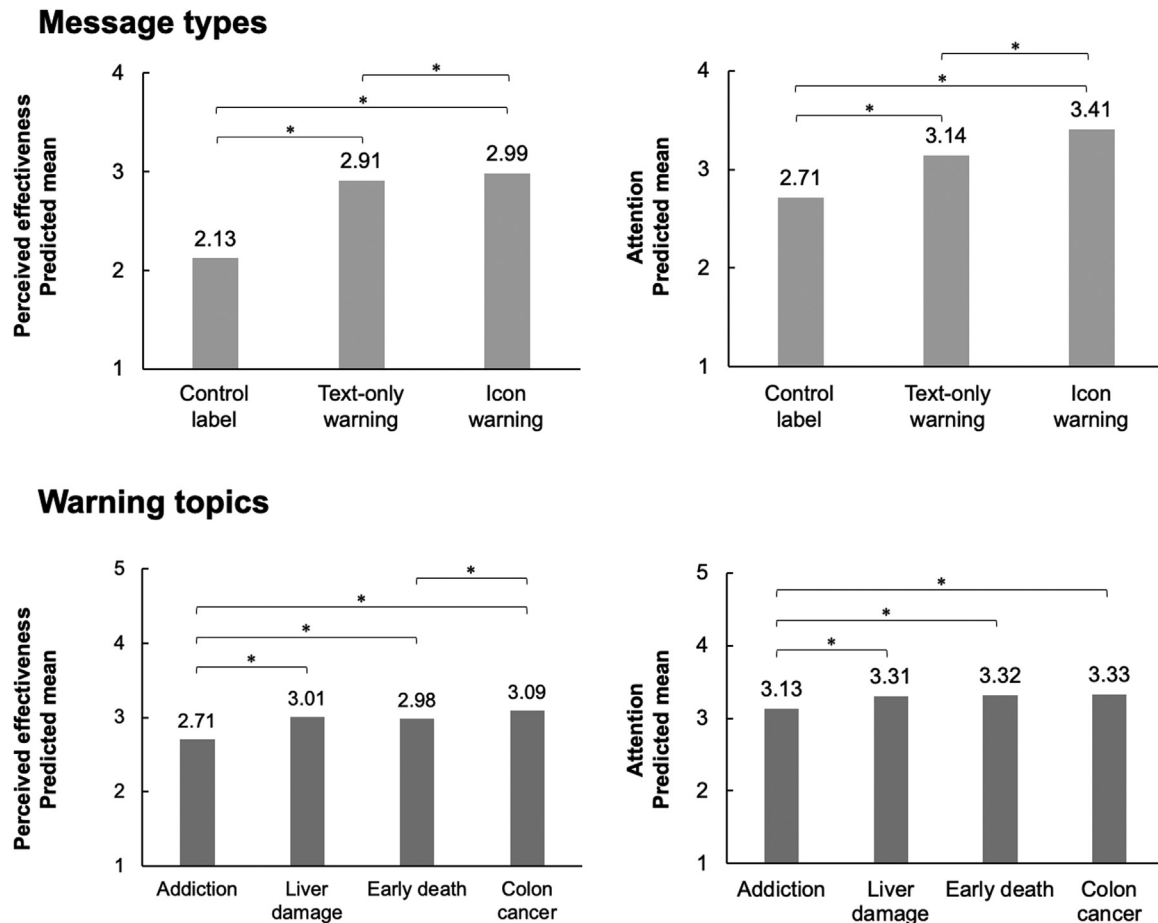 Message types
Perceived effectiveness
Predicted mean
4
3
2
1
*
*
*
2.13
2.91
2.99
Control
label
Text-only
warning
Icon
warning
Attention
Predicted mean
4
3
2
1
*
*
*
2.71
3.14
3.41
Control
label
Text-only
warning
Icon
warning
Warning topics
Perceived effectiveness
Predicted mean
5
4
3
2
1
*
*
*
*
2.71
3.01
2.98
3.09
Addiction
Liver
damage
Early death
Colon
cancer
Attention
Predicted mean
5
4
3
2
1
*
*
*
3.13
3.31
3.32
3.33
Addiction
Liver
damage
Early death
Colon
cancer